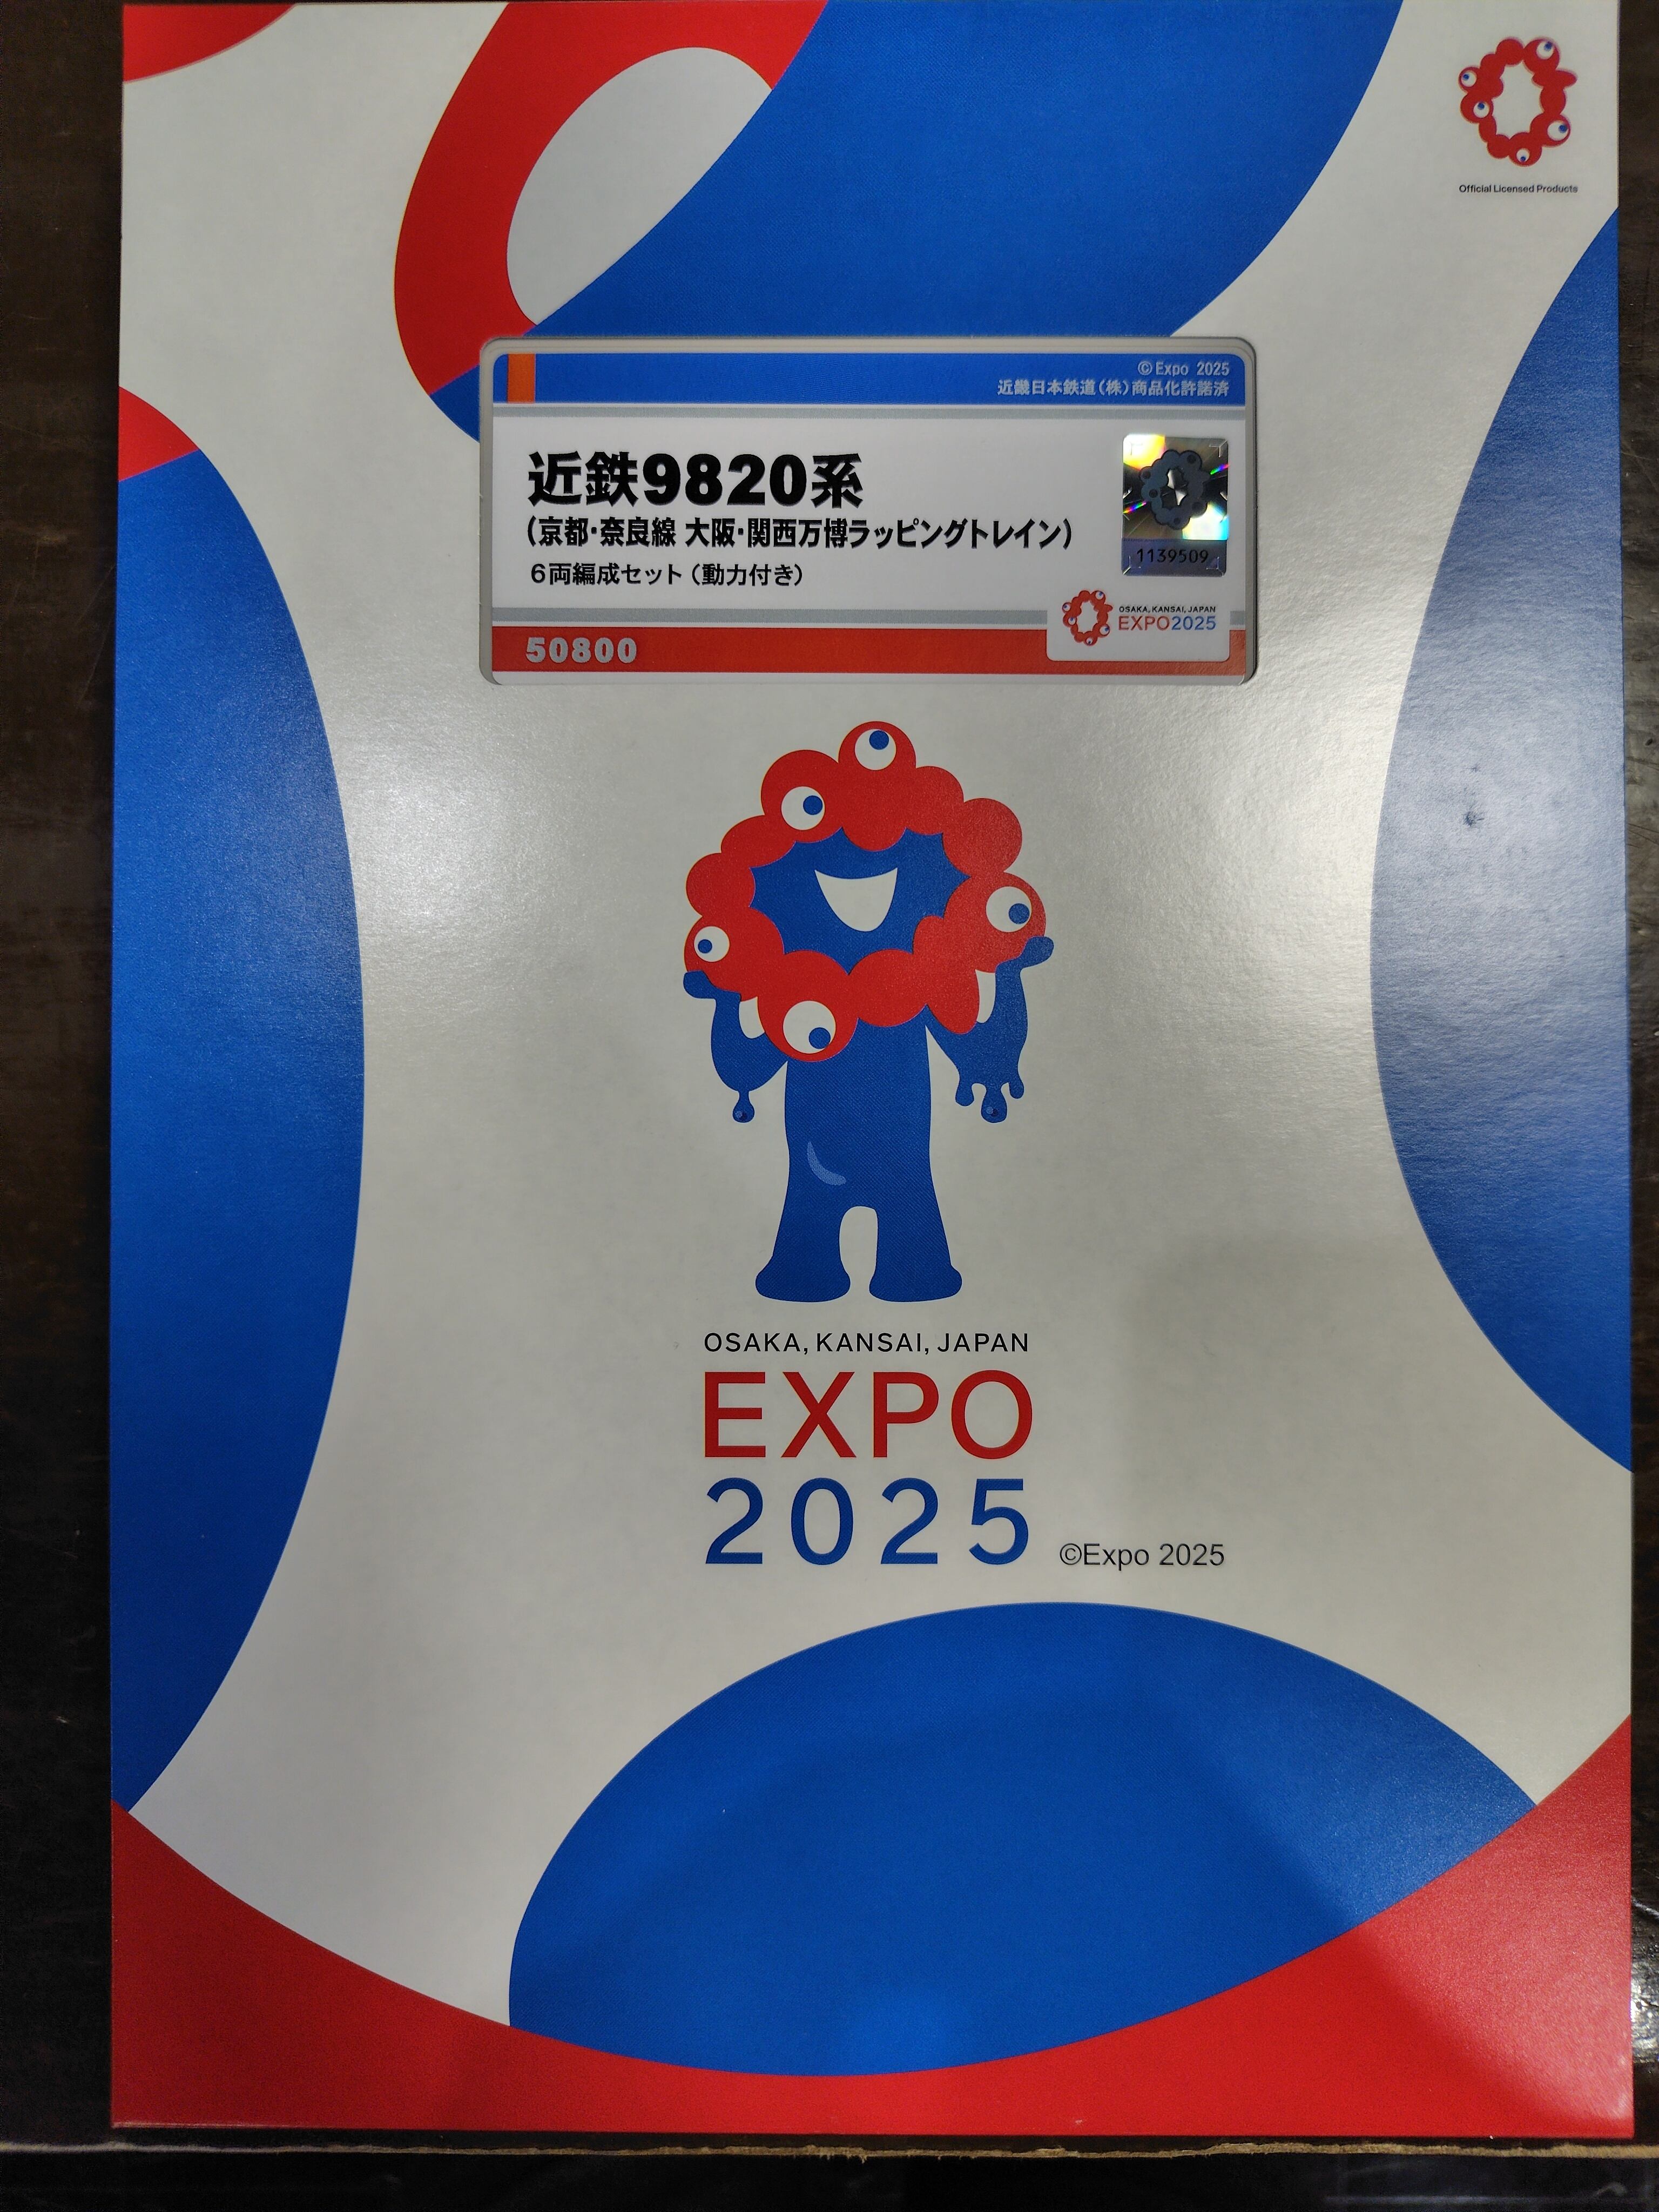 Official Licensed Products
© Expo 2025
近畿日本鉄道(株)商品化許諾済
近鉄9820系
(京都・奈良線 大阪・関西万博ラッピングトレイン)
6両編成セット(動力付き)
1139509
OSAKA, KANSAI, JAPAN
EXPO2025
50800
OSAKA, KANSAI, JAPAN
EXPO
2025
©Expo 2025